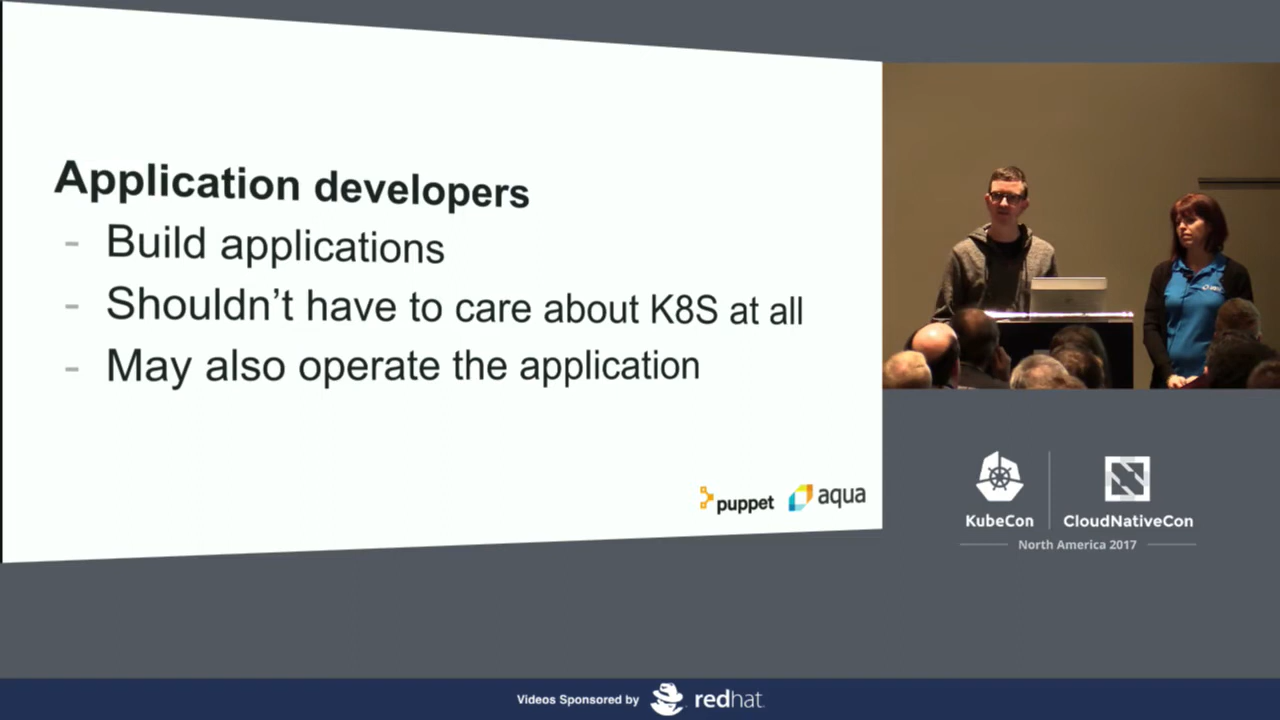 Application developers
- Build applications
- Shouldn't have to care about K8S at all
- May also operate the application
puppet aqua
KubeCon CloudNativeCon
North America 2017
Videos Sponsored by redhat.